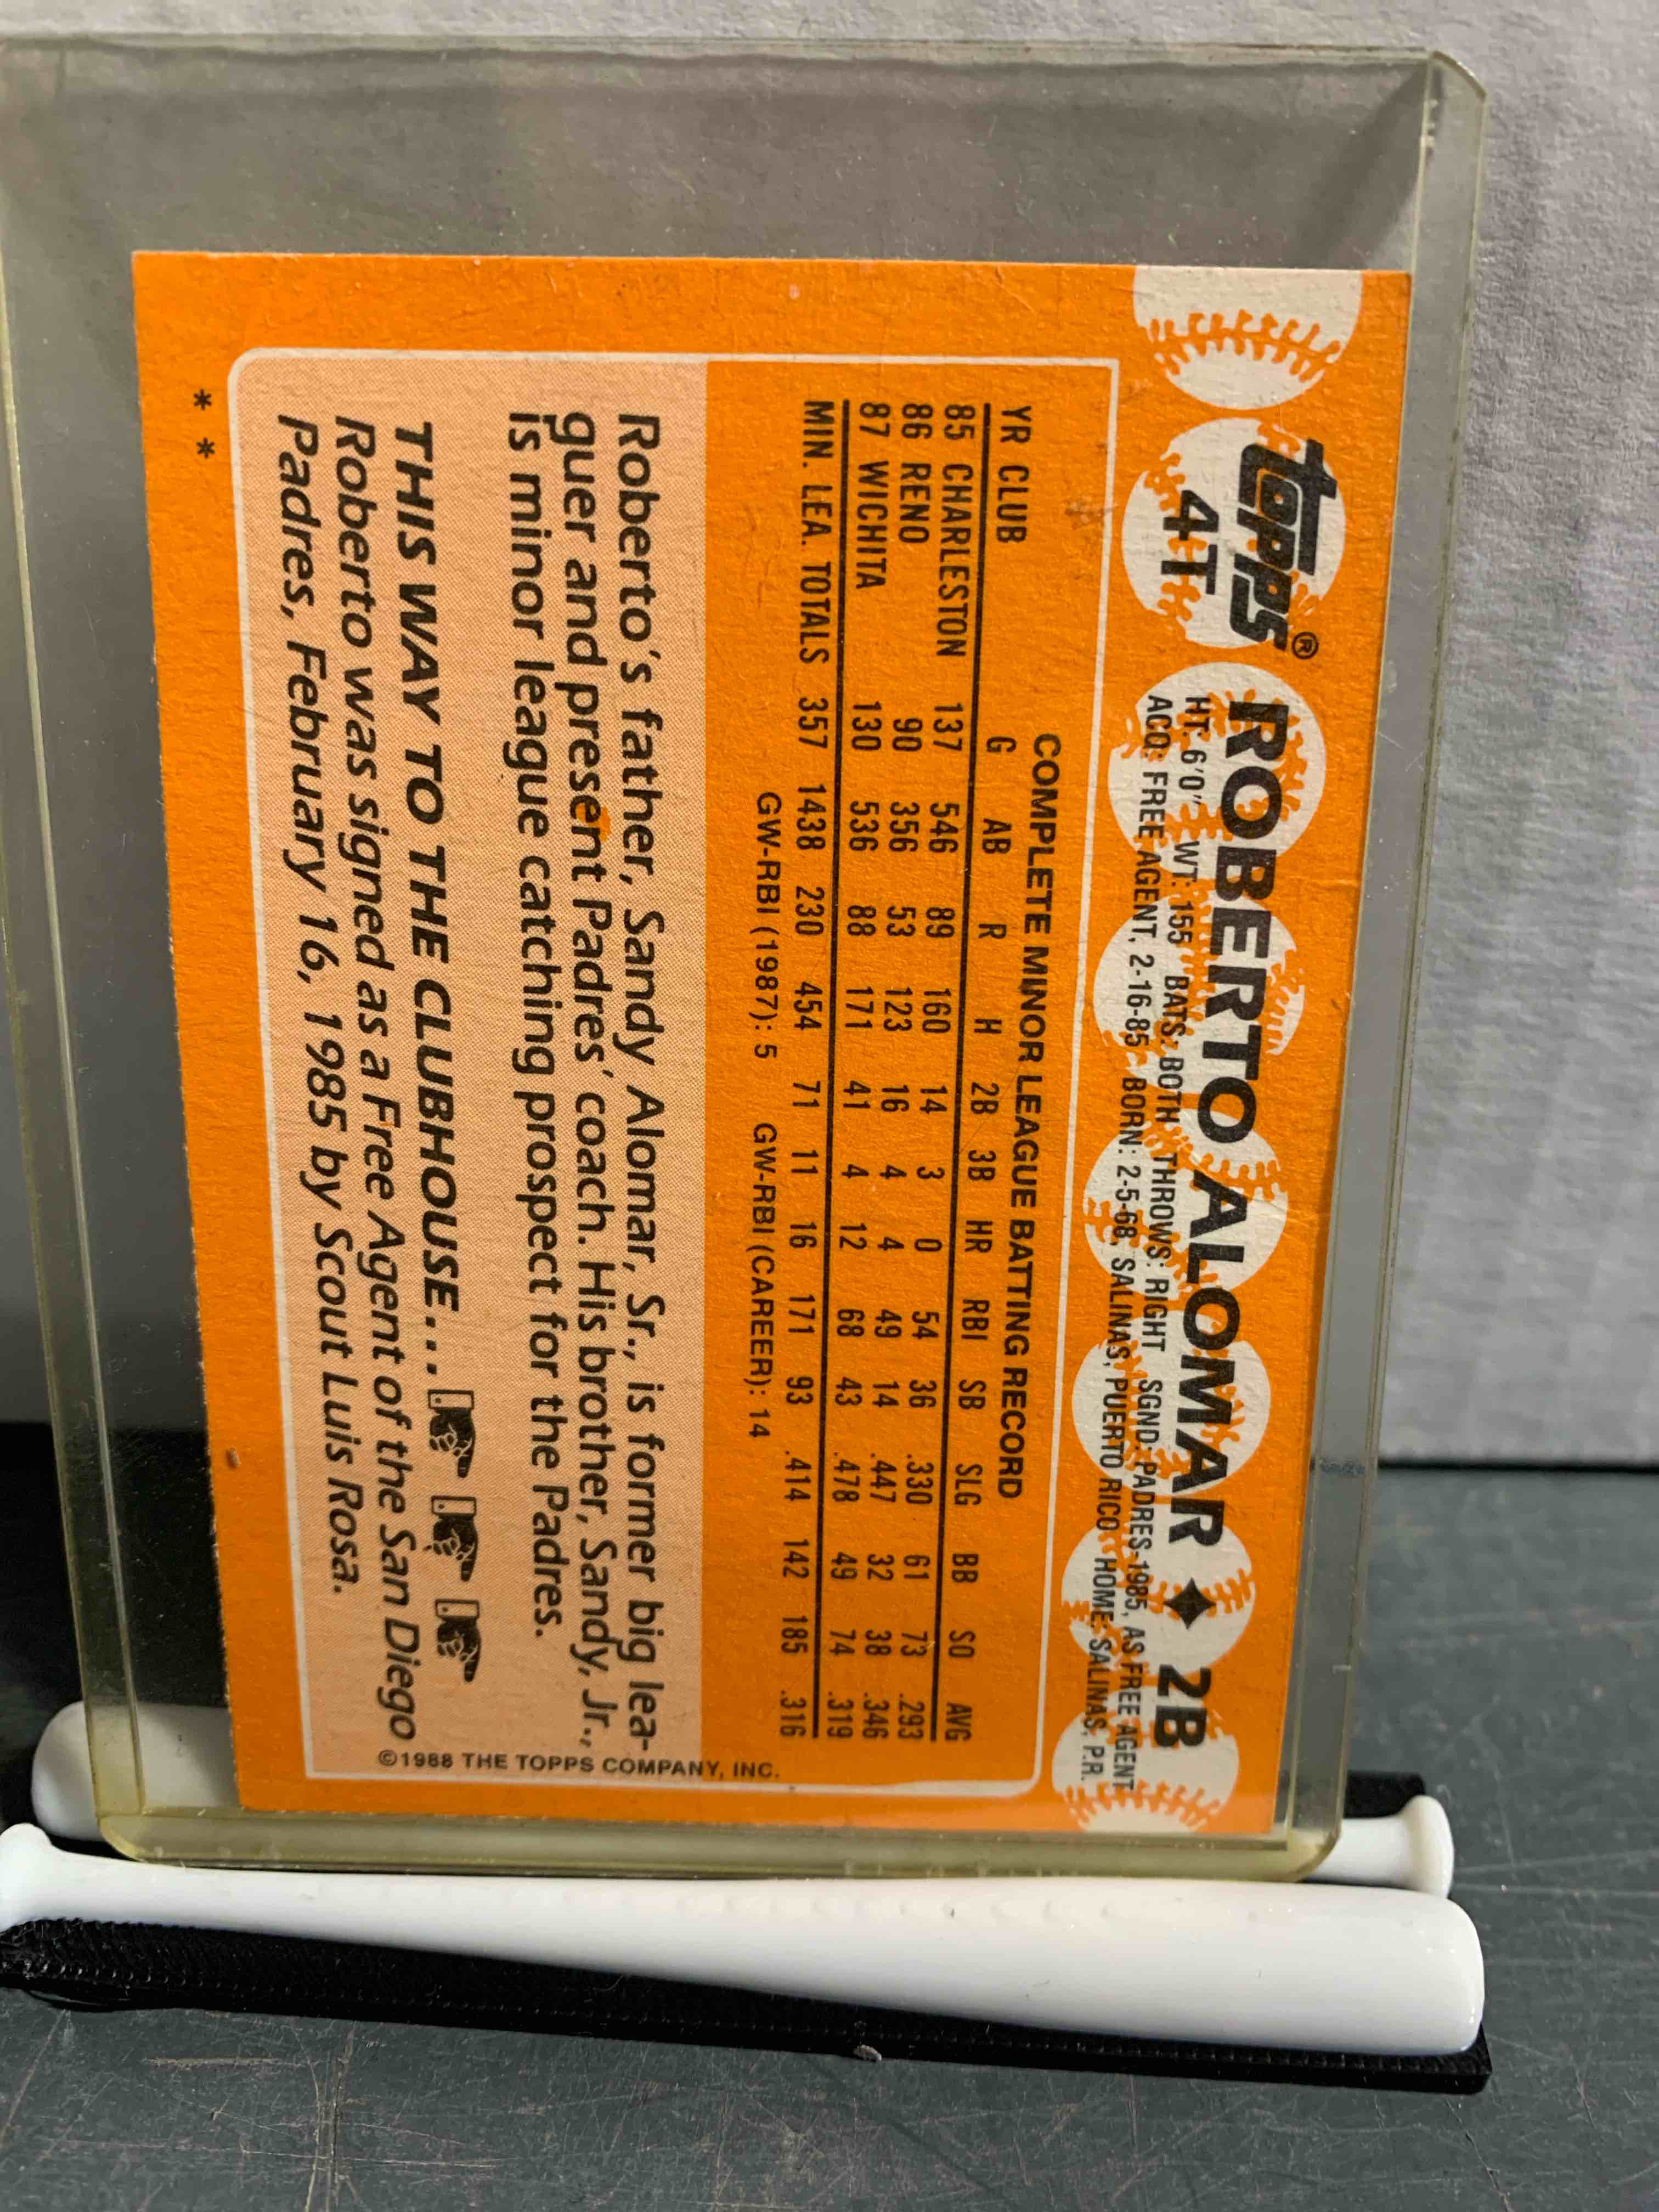 topps®
4T
ROBERTO ALOMAR ♦ 2B
HT: 6'0" WT: 155 BATS: BOTH THROWS: RIGHT SGND: PADRES-1985, AS FREE AGENT
ACQ: FREE AGENT, 2-16-85 BORN: 2-5-68, SALINAS, PUERTO RICO HOME: SALINAS, P.R.
COMPLETE MINOR LEAGUE BATTING RECORD
YR CLUB G AB R H 2B 3B HR RBI SB SLG BB SO AVG
85 CHARLESTON 137 546 89 160 14 3 0 54 36 .330 61 73 .293
86 RENO 90 356 53 123 16 4 4 49 14 .447 32 38 .346
87 WICHITA 130 536 88 171 41 4 12 68 43 .478 49 74 .319
MIN. LEA. TOTALS 357 1438 230 454 71 11 16 171 93 .414 142 185 .316
GW-RBI (1987): 5 GW-RBI (CAREER): 14
Roberto's father, Sandy Alomar, Sr., is former big lea-
guer and present Padres' coach. His brother, Sandy, Jr.,
is minor league catching prospect for the Padres.
THIS WAY TO THE CLUBHOUSE...
Roberto was signed as a Free Agent of the San Diego
Padres, February 16, 1985 by Scout Luis Rosa.
©1988 THE TOPPS COMPANY, INC.
* *